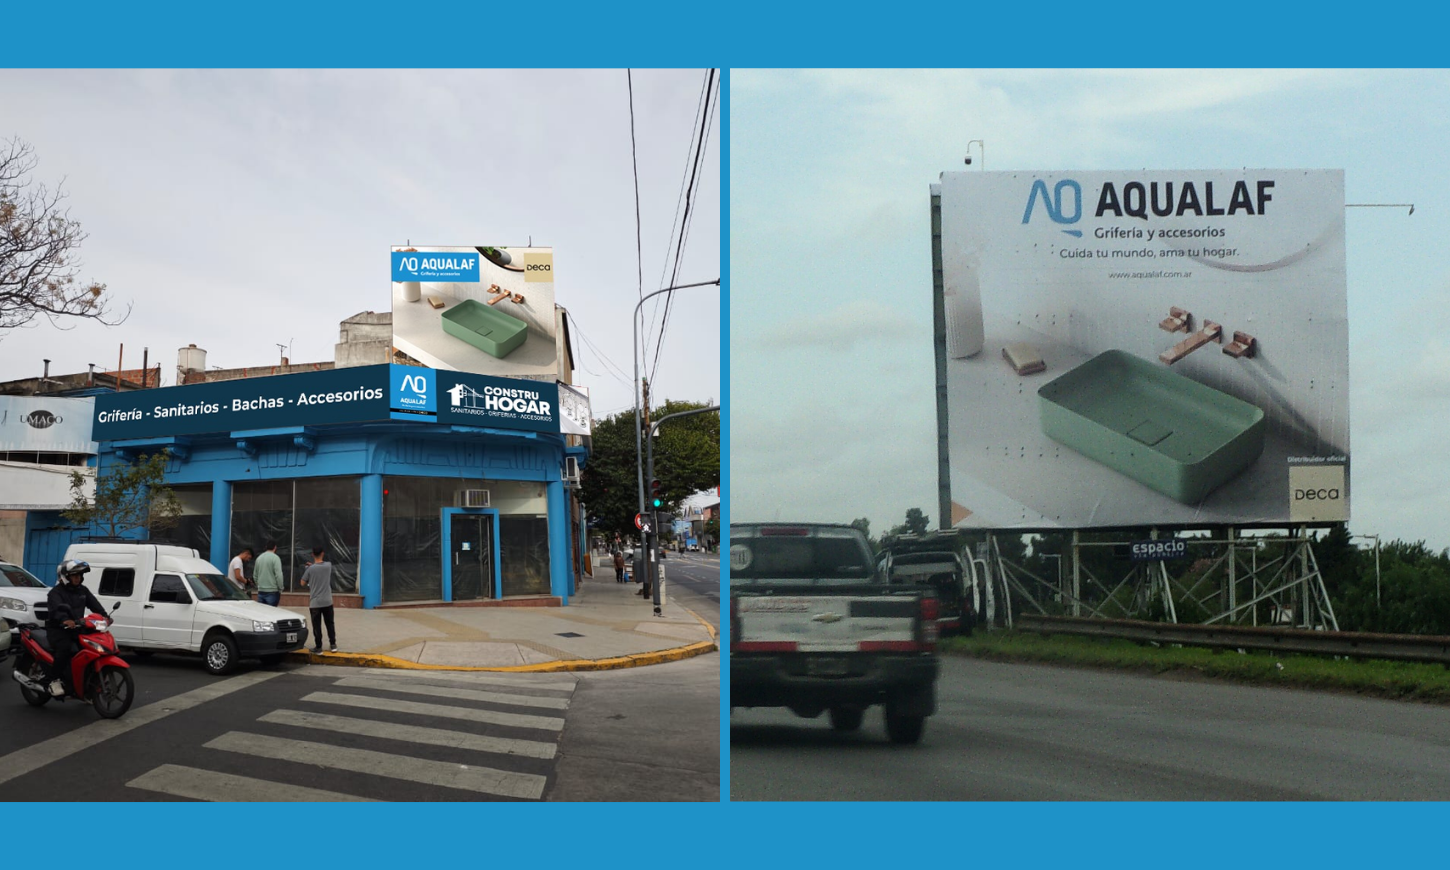 AQUALAF
Grifería y accesorios
Deca
Grifería - Sanitarios - Bachas - Accesorios
AQUALAF
CONSTRU
HOGAR
SANITARIOS - GRIFERIAS - ACCESORIOS
UMACO
AQUALAF
Grifería y accesorios
Cuida tu mundo, ama tu hogar.
www.aqualaf.com.ar
Distribuidor oficial
Deca
espacio